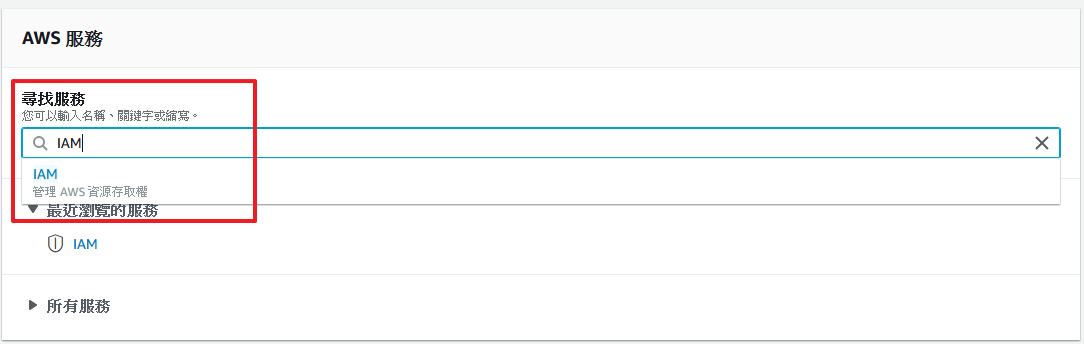 AWS 服務
尋找服務
您可以輸入名稱、關鍵字或縮寫。
IAM
IAM
管理 AWS 資源存取權
最近瀏覽的服務
IAM
所有服務